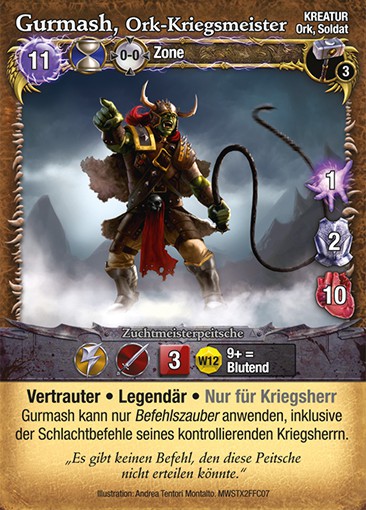 Gurmash, Ork-Kriegsmeister
KREATUR
Ork, Soldat
11
0-0
Zone
3
1
2
10
Zuchtmeisterpeitsche
3
W12
9+ =
Blutend
Vertrauter • Legendär • Nur für Kriegsherr
Gurmash kann nur Befehlszauber anwenden, inklusive
der Schlachtbefehle seines kontrollierenden Kriegsherrn.
„Es gibt keinen Befehl, den diese Peitsche
nicht erteilen könnte.“
Illustration: Andrea Tentori Montalto. MWSTX2FFC07